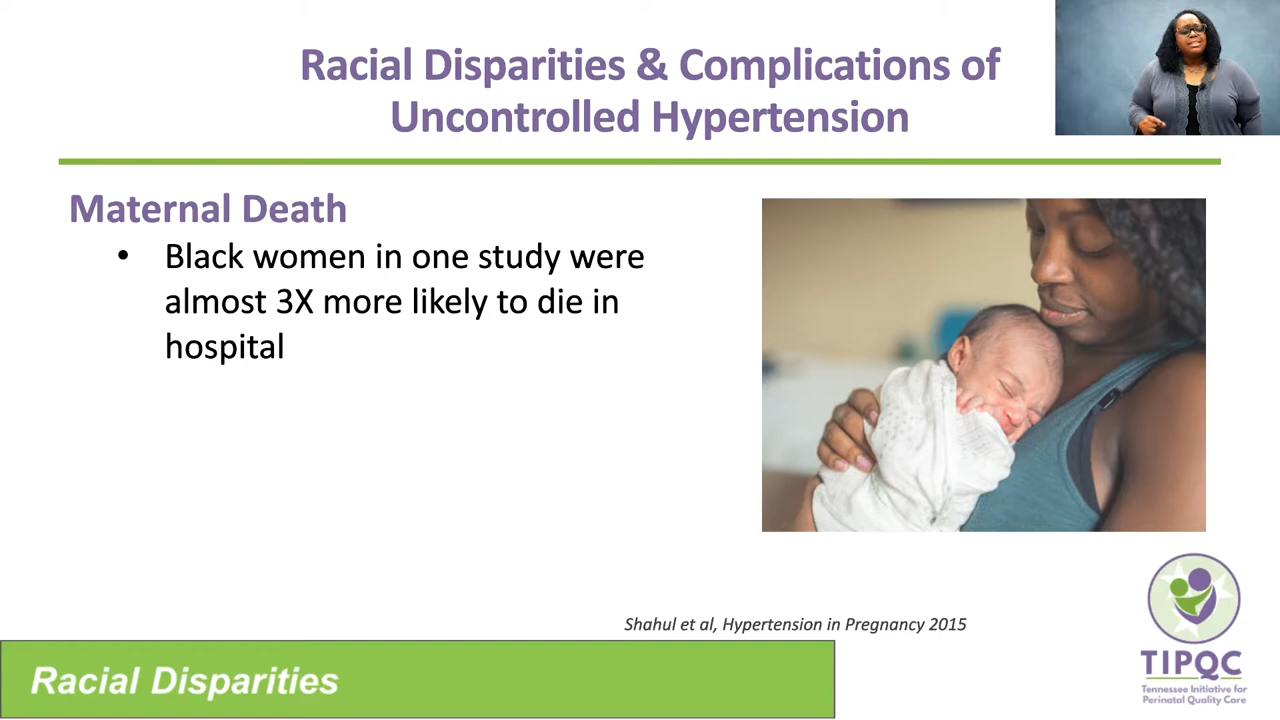 Racial Disparities & Complications of
Uncontrolled Hypertension
Maternal Death
• Black women in one study were
almost 3X more likely to die in
hospital
Shahul et al, Hypertension in Pregnancy 2015
TIPQC
Tennessee Initiative for
Perinatal Quality Care
Racial Disparities